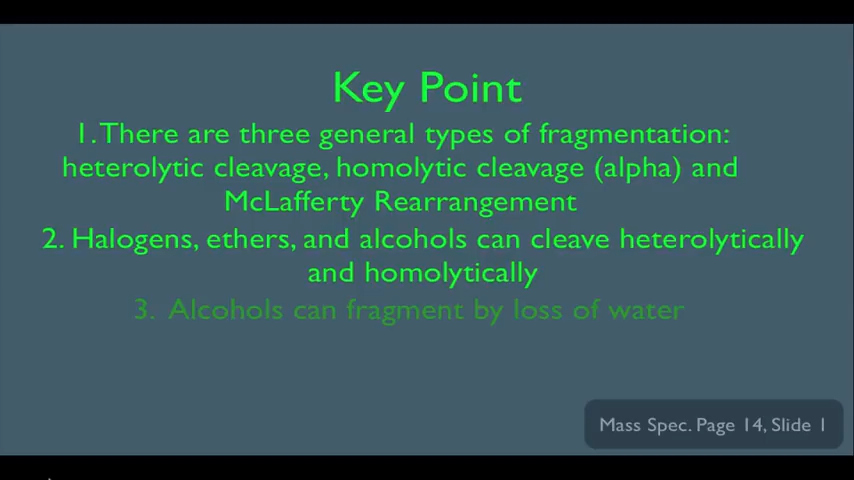 Key Point
1. There are three general types of fragmentation:
heterolytic cleavage, homolytic cleavage (alpha) and
McLafferty Rearrangement
2. Halogens, ethers, and alcohols can cleave heterolytically
and homolytically
3. Alcohols can fragment by loss of water
Mass Spec. Page 14, Slide 1